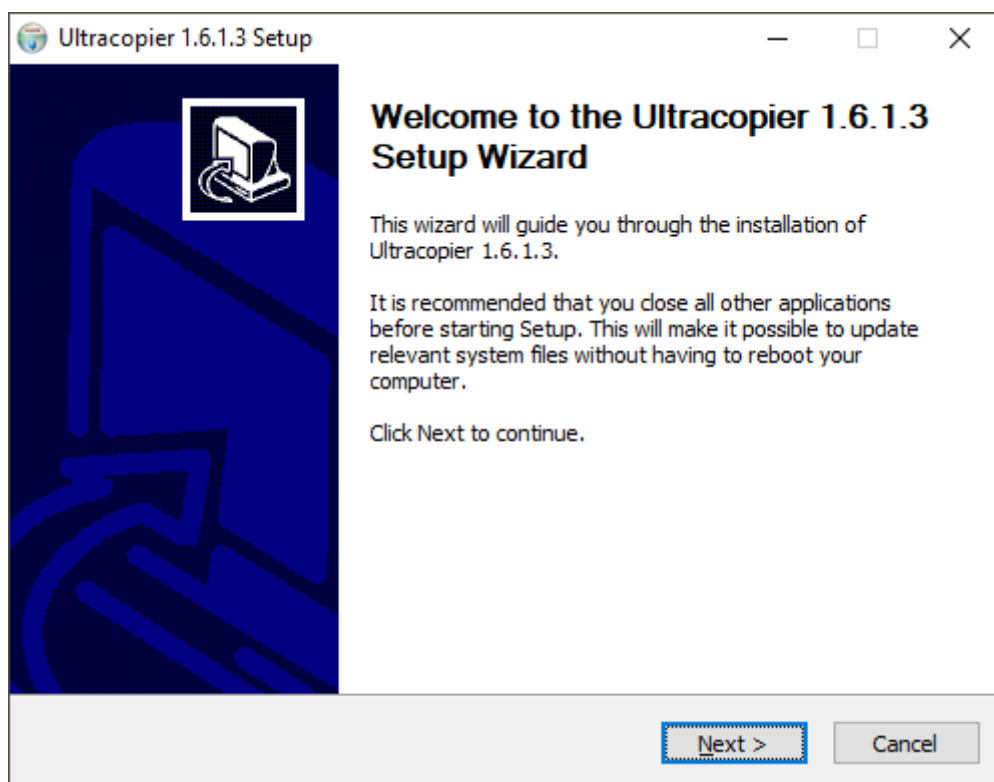 Ultracopier 1.6.1.3 Setup
Welcome to the Ultracopier 1.6.1.3
Setup Wizard
This wizard will guide you through the installation of
Ultracopier 1.6.1.3.
It is recommended that you close all other applications
before starting Setup. This will make it possible to update
relevant system files without having to reboot your
computer.
Click Next to continue.
Next >
Cancel